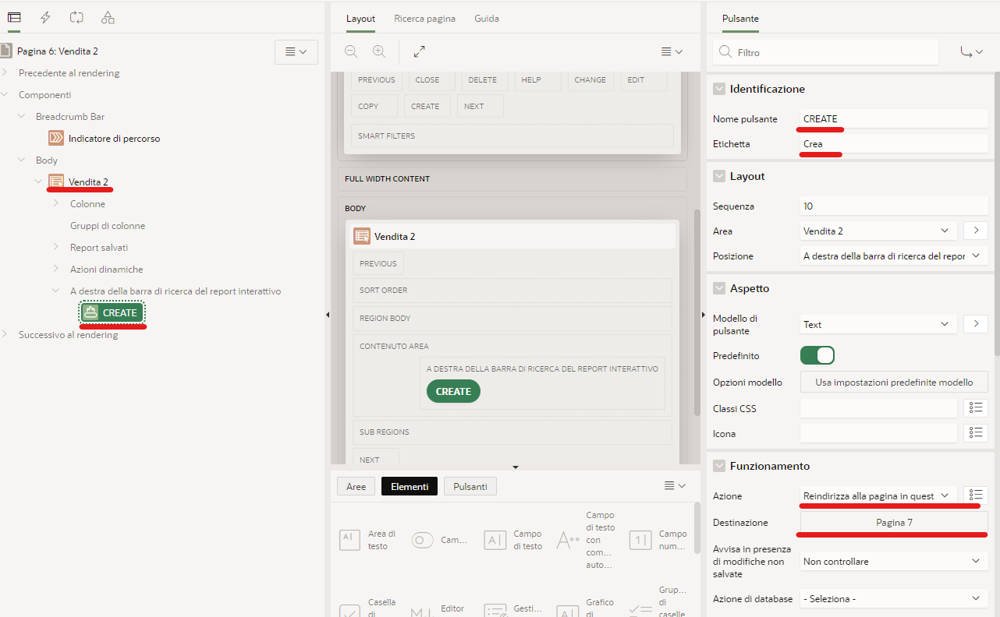 Pagina 6: Vendita 2
Precedente al rendering
Componenti
Breadcrumb Bar
Indicatore di percorso
Body
Vendita 2
Colonne
Gruppi di colonne
Report salvati
Azioni dinamiche
A destra della barra di ricerca del report interattivo
CREATE
Successivo al rendering
Layout
Ricerca pagina
Guida
PREVIOUS
CLOSE
DELETE
HELP
CHANGE
EDIT
COPY
CREATE
NEXT
SMART FILTERS
FULL WIDTH CONTENT
BODY
Vendita 2
PREVIOUS
SORT ORDER
REGION BODY
CONTENUTO AREA
A DESTRA DELLA BARRA DI RICERCA DEL REPORT INTERATTIVO
CREATE
SUB REGIONS
NEXT
Aree
Elementi
Pulsanti
Area di
testo
Cam...
Campo
di testo
Campo
di testo
con
com...
auto...
Campo
num...
Casella
di
Editor
Gesti...
Grafico
di
Grup...
di
caselle
Pulsante
Filtro
Identificazione
Nome pulsante
CREATE
Etichetta
Crea
Layout
Sequenza
10
Area
Vendita 2
Posizione
A destra della barra di ricerca del repor
Aspetto
Modello di
pulsante
Text
Predefinito
Opzioni modello
Usa impostazioni predefinite modello
Classi CSS
Icona
Funzionamento
Azione
Reindirizza alla pagina in quest
Destinazione
Pagina 7
Avvisa in presenza
di modifiche non
salvate
Non controllare
Azione di database
- Seleziona -